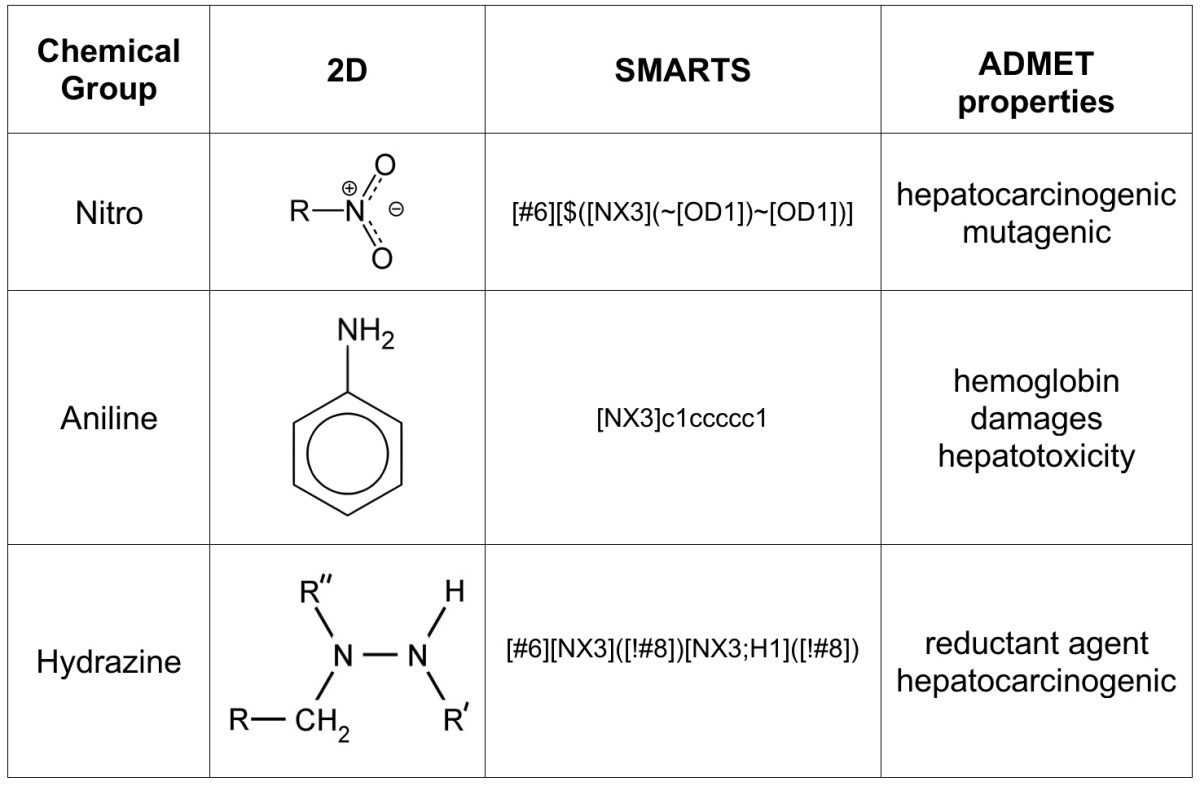 Chemical
Group
2D
SMARTS
ADMET
properties
Nitro
R—N⊕ ⊖
O
O
[#6][$([NX3](~[OD1])~[OD1])]
hepatocarcinogenic
mutagenic
Aniline
NH2
[NX3]c1ccccc1
hemoglobin
damages
hepatotoxicity
Hydrazine
R″ H
N — N
R— CH2 R′
[#6][NX3]([!#8])[NX3;H1]([!#8])
reductant agent
hepatocarcinogenic